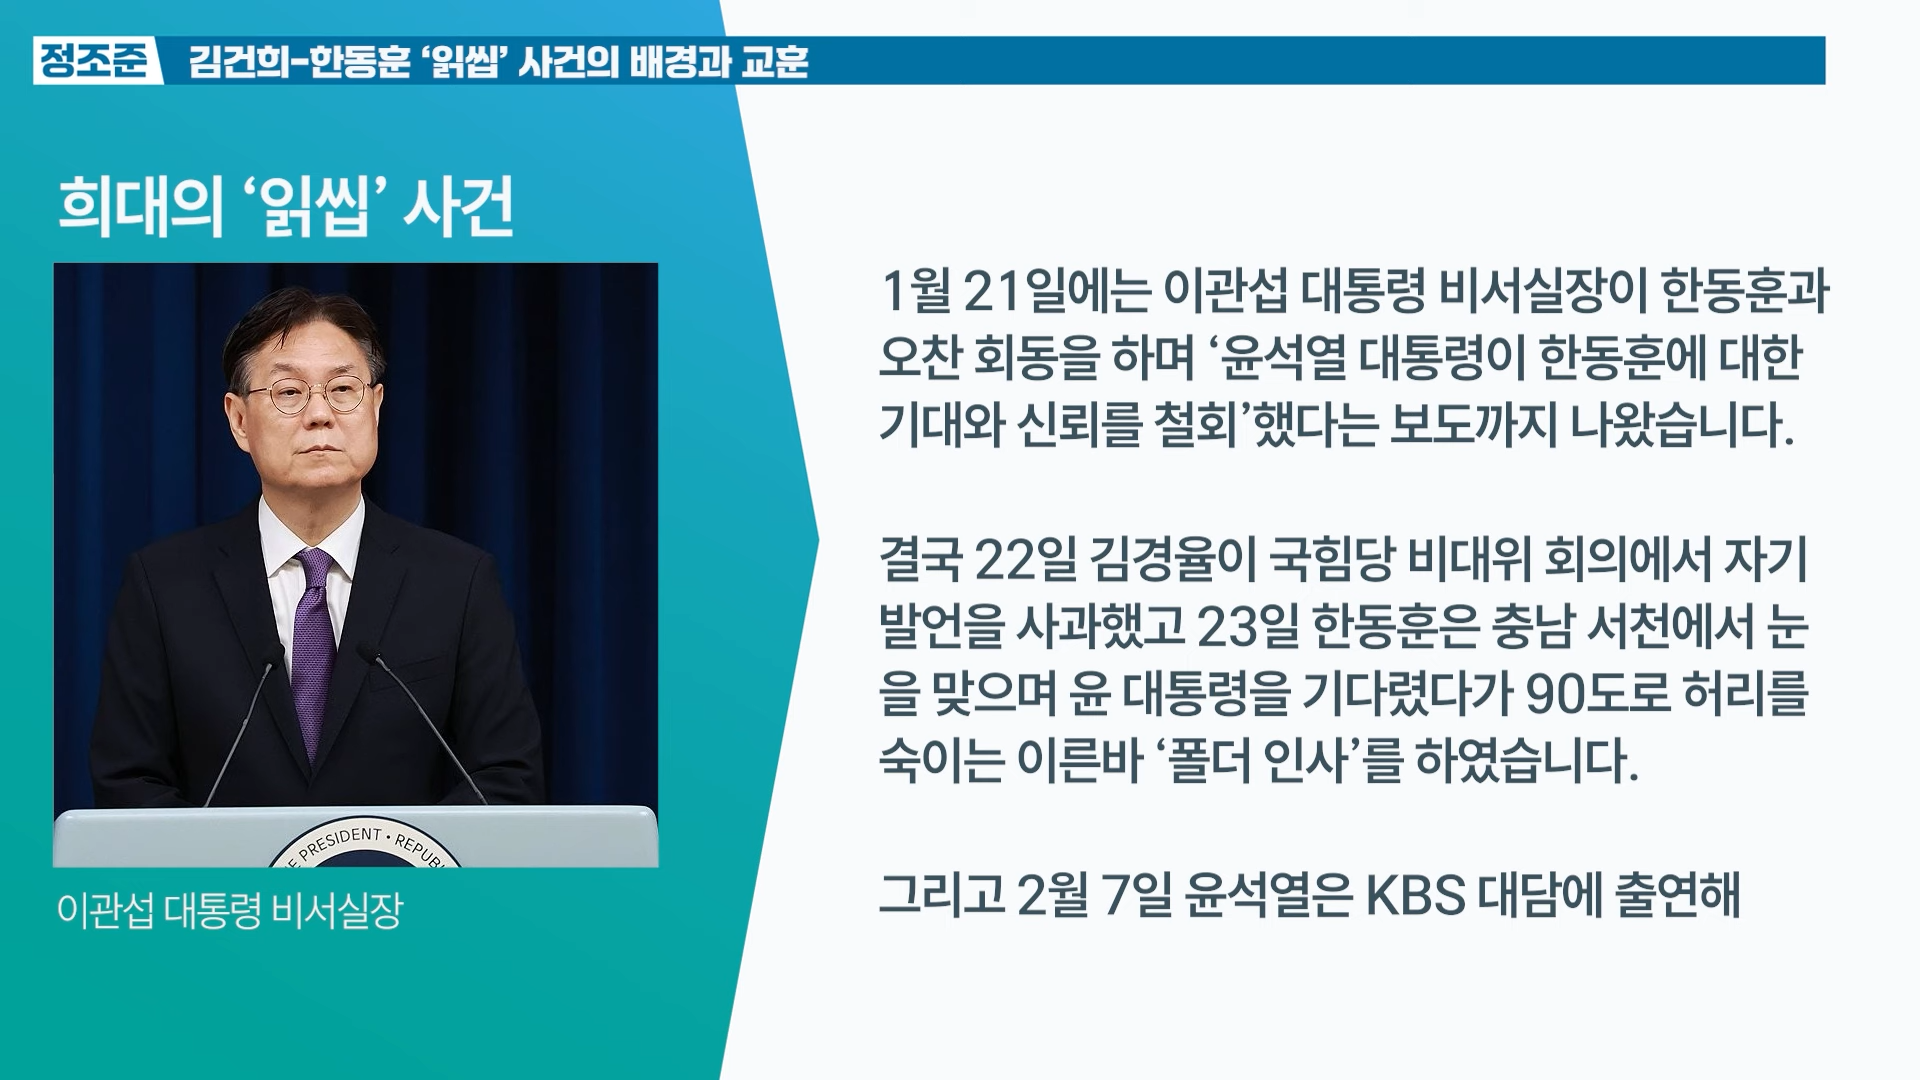 정조준
김건희-한동훈 ‘읽씹’ 사건의 배경과 교훈
희대의 ‘읽씹’ 사건
PRESIDENT • REPUB
이관섭 대통령 비서실장
1월 21일에는 이관섭 대통령 비서실장이 한동훈과
오찬 회동을 하며 ‘윤석열 대통령이 한동훈에 대한
기대와 신뢰를 철회’했다는 보도까지 나왔습니다.
결국 22일 김경율이 국힘당 비대위 회의에서 자기
발언을 사과했고 23일 한동훈은 충남 서천에서 눈
을 맞으며 윤 대통령을 기다렸다가 90도로 허리를
숙이는 이른바 ‘폴더 인사’를 하였습니다.
그리고 2월 7일 윤석열은 KBS 대담에 출연해